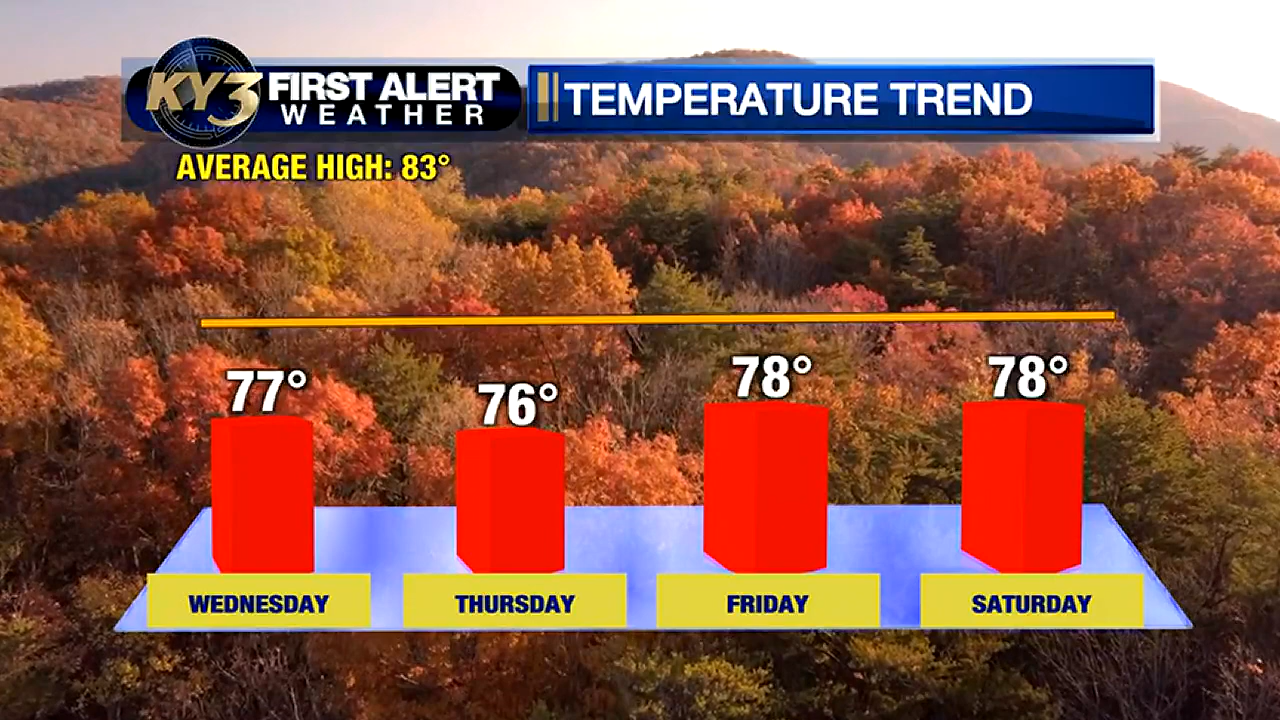 KY3 FIRST ALERT
WEATHER
TEMPERATURE TREND
AVERAGE HIGH: 83°
77° 76° 78° 78°
WEDNESDAY THURSDAY FRIDAY SATURDAY